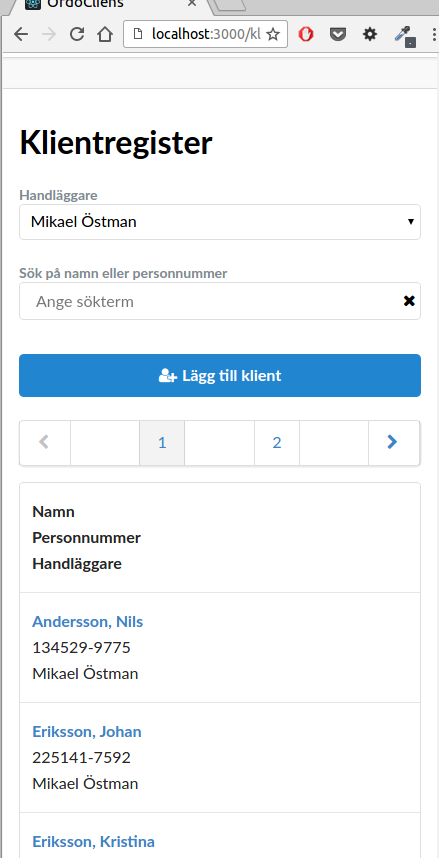 OrdoCliens
localhost:3000/kl
Klientregister
Handläggare
Mikael Östman
Sök på namn eller personnummer
Ange sökterm
Lägg till klient
1 2
Namn
Personnummer
Handläggare
Andersson, Nils
134529-9775
Mikael Östman
Eriksson, Johan
225141-7592
Mikael Östman
Eriksson, Kristina